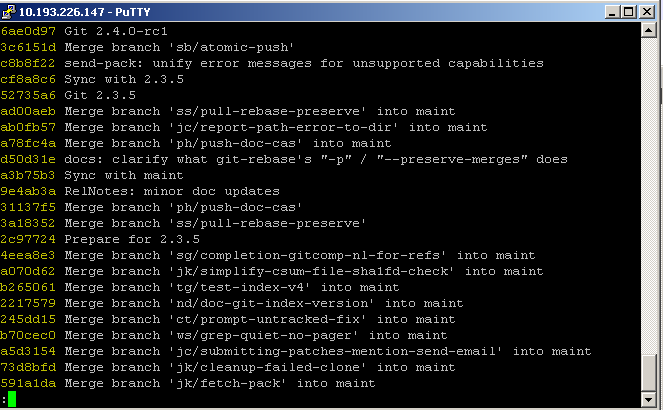 10.193.226.147 - PuTTY
6ae0d97 Git 2.4.0-rc1
3c6151d Merge branch 'sb/atomic-push'
c8b8f22 send-pack: unify error messages for unsupported capabilities
cf8a8c6 Sync with 2.3.5
52735a6 Git 2.3.5
ad00aeb Merge branch 'ss/pull-rebase-preserve' into maint
ab0fb57 Merge branch 'jc/report-path-error-to-dir' into maint
a78fc4a Merge branch 'ph/push-doc-cas' into maint
d50d31e docs: clarify what git-rebase's "-p" / "--preserve-merges" does
a3b75b3 Sync with maint
9e4ab3a RelNotes: minor doc updates
31137f5 Merge branch 'ph/push-doc-cas'
3a18352 Merge branch 'ss/pull-rebase-preserve'
2c97724 Prepare for 2.3.5
4eea8e3 Merge branch 'sg/completion-gitcomp-nl-for-refs' into maint
a070d62 Merge branch 'jk/simplify-csum-file-sha1fd-check' into maint
b265061 Merge branch 'tg/test-index-v4' into maint
2217579 Merge branch 'nd/doc-git-index-version' into maint
245dd15 Merge branch 'ct/prompt-untracked-fix' into maint
b70cec0 Merge branch 'ws/grep-quiet-no-pager' into maint
a5d3154 Merge branch 'jc/submitting-patches-mention-send-email' into maint
73d8bfd Merge branch 'jk/cleanup-failed-clone' into maint
591a1da Merge branch 'jk/fetch-pack' into maint
: